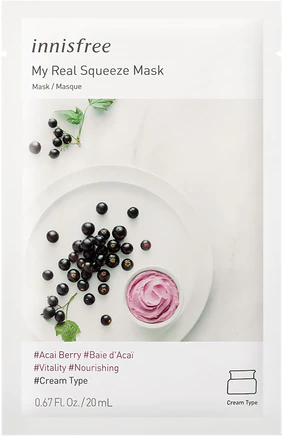 innisfree
My Real Squeeze Mask
Mask / Masque
#Acai Berry #Baie d'Acaï
#Vitality #Nourishing
#Cream Type
0.67 Fl. Oz. / 20 mL
Cream Type